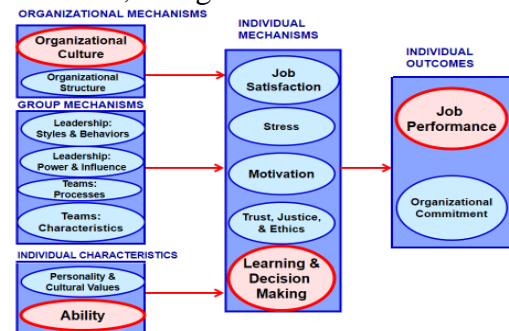 ORGANIZATIONAL MECHANISMS
Organizational
Culture
Organizational
Structure
GROUP MECHANISMS
Leadership:
Styles & Behaviors
Leadership:
Power & Influence
Teams:
Processes
Teams:
Characteristics
INDIVIDUAL CHARACTERISTICS
Personality &
Cultural Values
Ability
INDIVIDUAL
MECHANISMS
Job
Satisfaction
Stress
Motivation
Trust, Justice,
& Ethics
Learning &
Decision
Making
INDIVIDUAL
OUTCOMES
Job
Performance
Organizational
Commitment